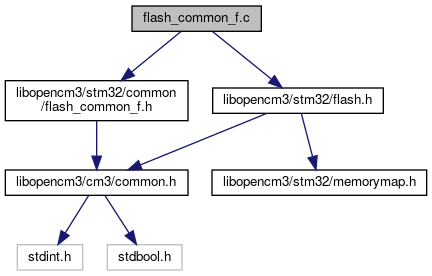 flash_common_f.c
libopencm3/stm32/common
/flash_common_f.h
libopencm3/stm32/flash.h
libopencm3/cm3/common.h
libopencm3/stm32/memorymap.h
stdint.h
stdbool.h